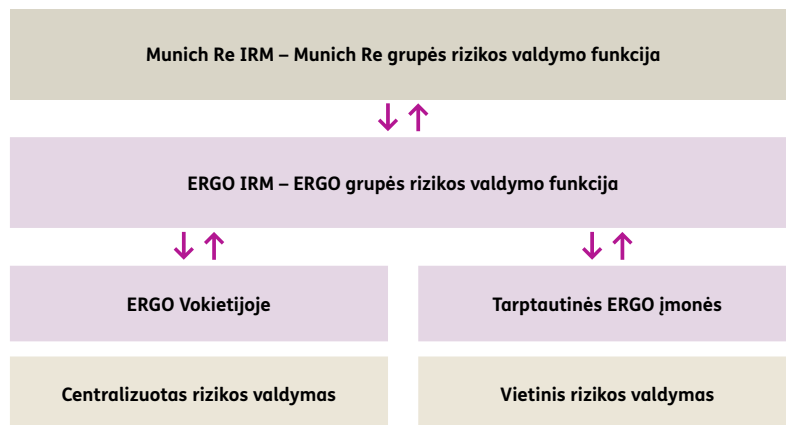 Munich Re IRM – Munich Re grupės rizikos valdymo funkcija
ERGO IRM – ERGO grupės rizikos valdymo funkcija
ERGO Vokietijoje
Tarptautinės ERGO įmonės
Centralizuotas rizikos valdymas
Vietinis rizikos valdymas